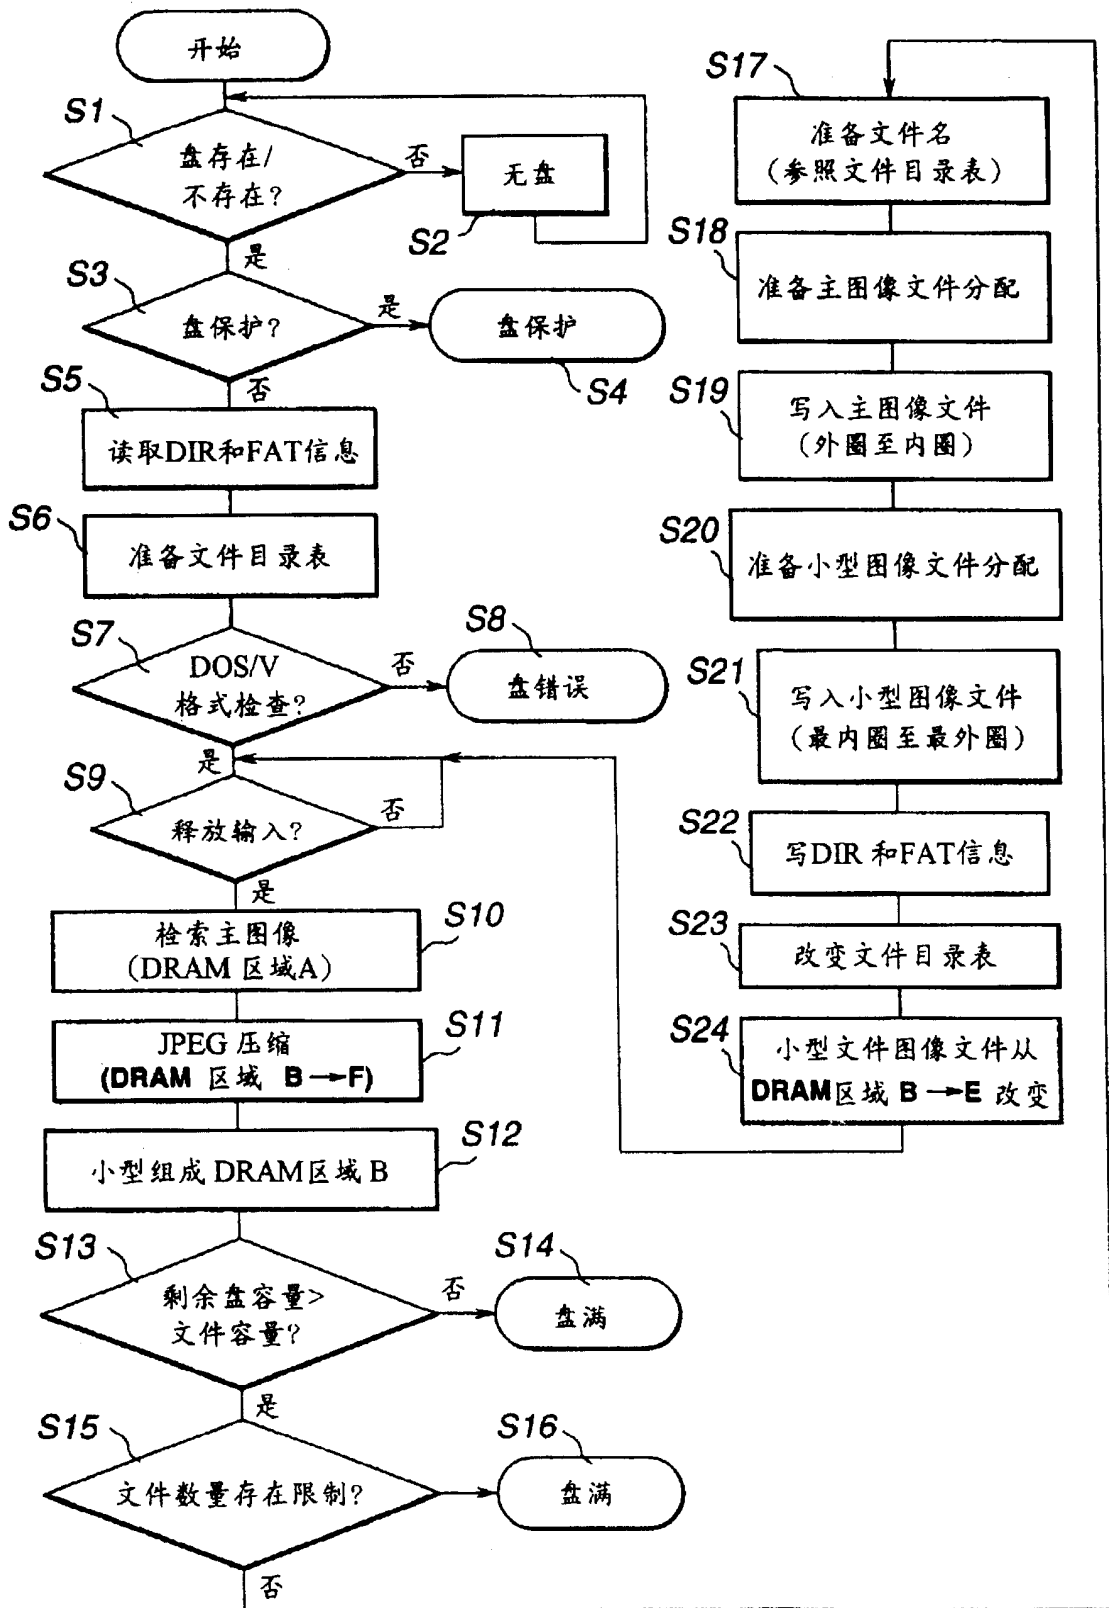 开始
S1
盘存在/
不存在?
否
无盘
S2
是
S3
盘保护?
是
盘保护
S4
否
S5
读取DIR和FAT信息
S6
准备文件目录表
S7
DOS/V
格式检查?
否
S8
盘错误
是
S9
释放输入?
否
是
检索主图像
(DRAM 区域A)
S10
JPEG 压缩
(DRAM 区域 B→F)
S11
小型组成 DRAM区域 B
S12
S13
剩余盘容量>
文件容量?
否
S14
盘满
是
S15
文件数量存在限制?
S16
盘满
否
S17
准备文件名
(参照文件目录表)
S18
准备主图像文件分配
S19
写入主图像文件
(外圈至内圈)
S20
准备小型图像文件分配
S21
写入小型图像文件
(最内圈至最外圈)
S22
写DIR 和FAT信息
S23
改变文件目录表
S24
小型文件图像文件从
DRAM区域 B→E 改变